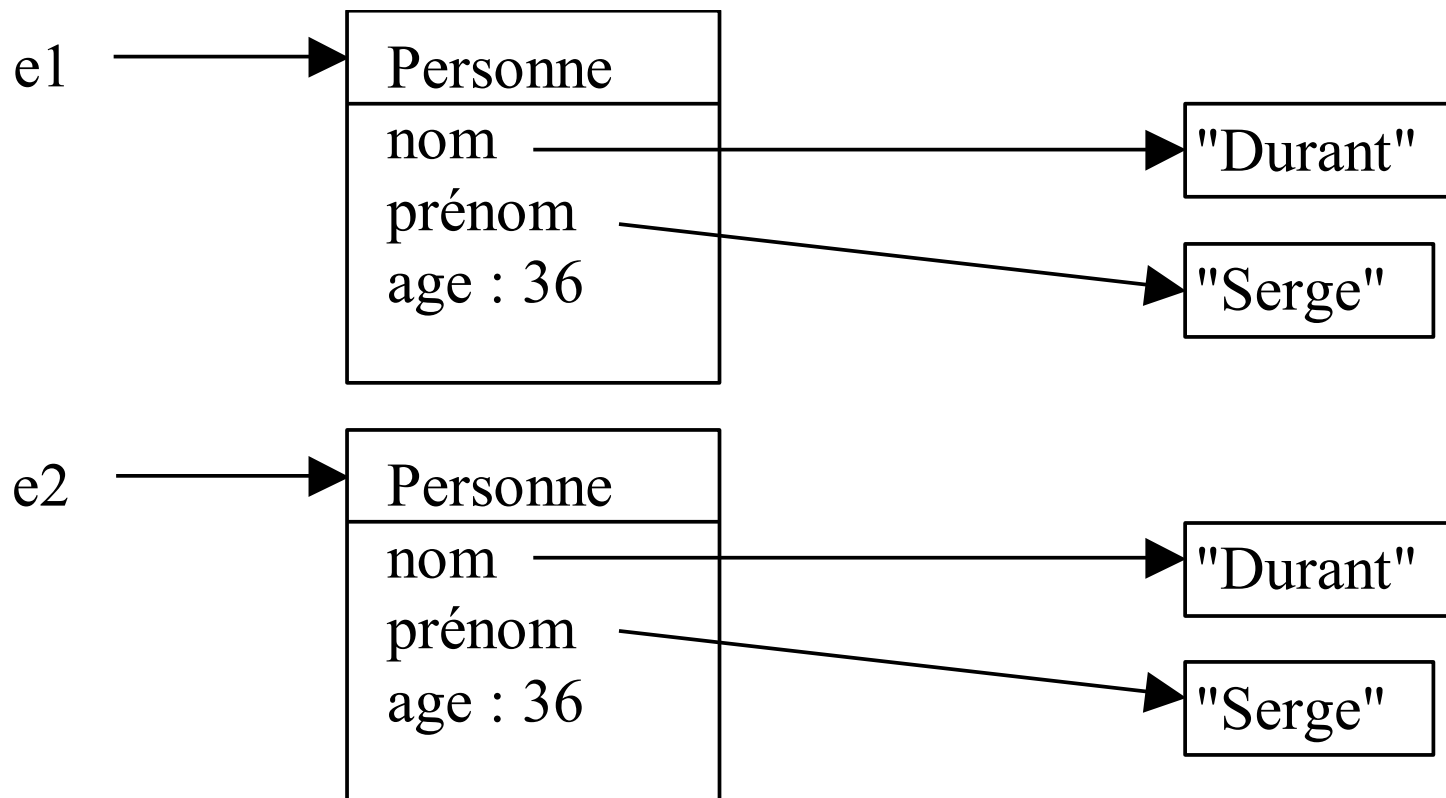 e1
Personne
nom
"Durant"
prénom
"Serge"
age : 36
e2
Personne
nom
"Durant"
prénom
"Serge"
age : 36